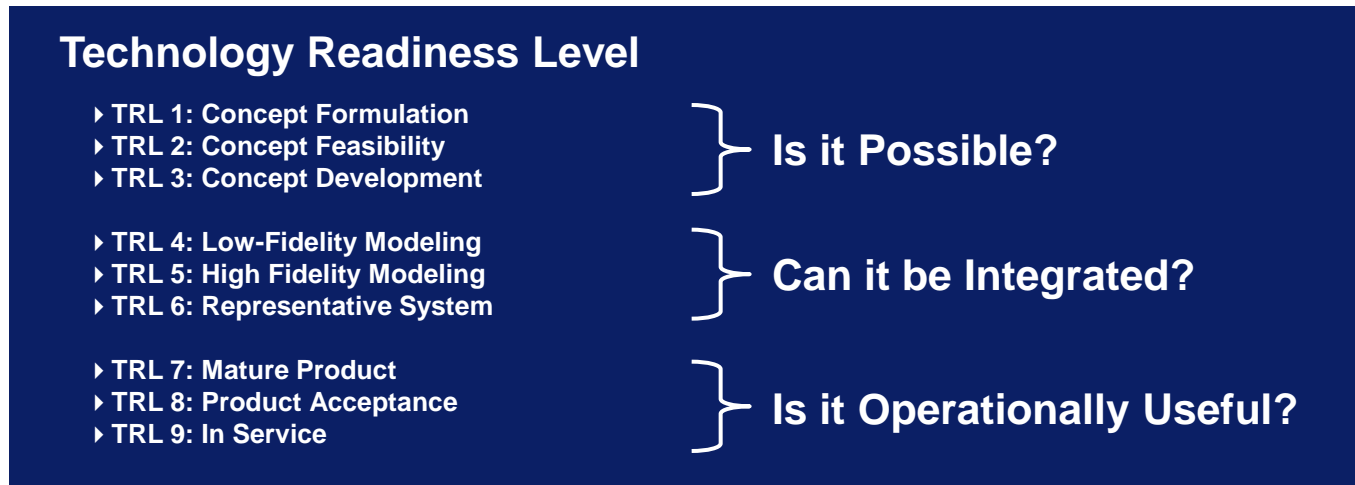 Technology Readiness Level
TRL 1: Concept Formulation
TRL 2: Concept Feasibility
TRL 3: Concept Development
Is it Possible?
TRL 4: Low-Fidelity Modeling
TRL 5: High Fidelity Modeling
TRL 6: Representative System
Can it be Integrated?
TRL 7: Mature Product
TRL 8: Product Acceptance
TRL 9: In Service
Is it Operationally Useful?